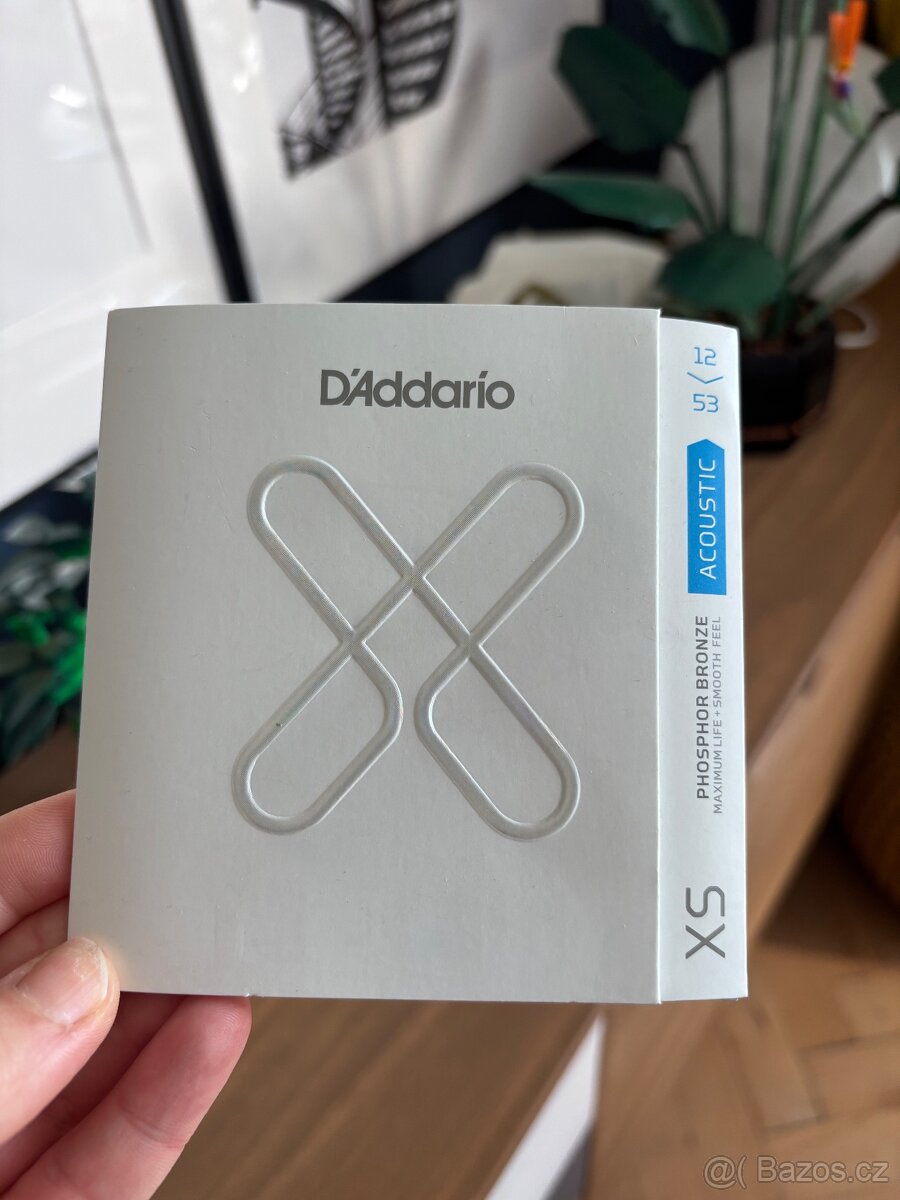 D'Addario
12
53
ACOUSTIC
PHOSPHOR BRONZE
MAXIMUM LIFE + SMOOTH FEEL
XS
@( Bazos.cz